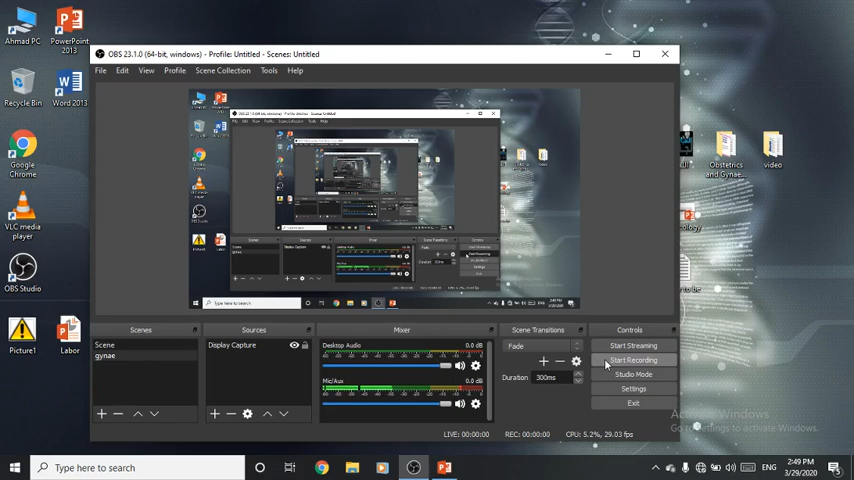 Ahmad PC
PowerPoint 2013
Recycle Bin
Word 2013
Google Chrome
VLC media player
OBS Studio
Picture1
Labor
Obstetrics and Gynae...
video
OBS 23.1.0 (64-bit, windows) - Profile: Untitled - Scenes: Untitled
File Edit View Profile Scene Collection Tools Help
Scenes
Scene
gynae
Sources
Display Capture
Mixer
Desktop Audio 0.0 dB
Mic/Aux 0.0 dB
Scene Transitions
Fade
Duration 300ms
Controls
Start Streaming
Start Recording
Studio Mode
Settings
Exit
LIVE: 00:00:00 REC: 00:00:00 CPU: 5.2%, 29.03 fps
Activate Windows
Go to Settings to activate Windows.
Type here to search
ENG
2:49 PM
3/29/2020